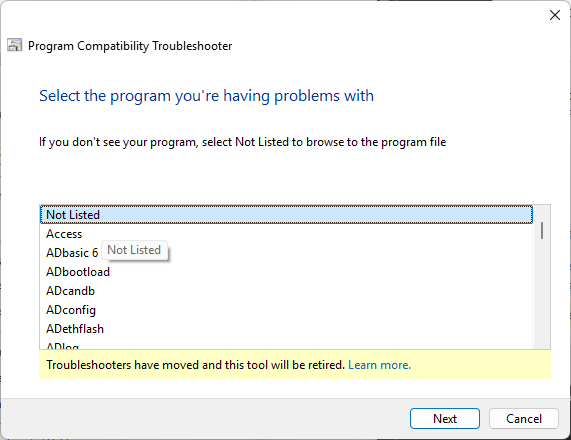 Program Compatibility Troubleshooter
Select the program you're having problems with
If you don't see your program, select Not Listed to browse to the program file
Not Listed
Access
ADbasic 6
Not Listed
ADbootload
ADcandb
ADconfig
ADethflash
ADlog
Troubleshooters have moved and this tool will be retired. Learn more.
Next
Cancel